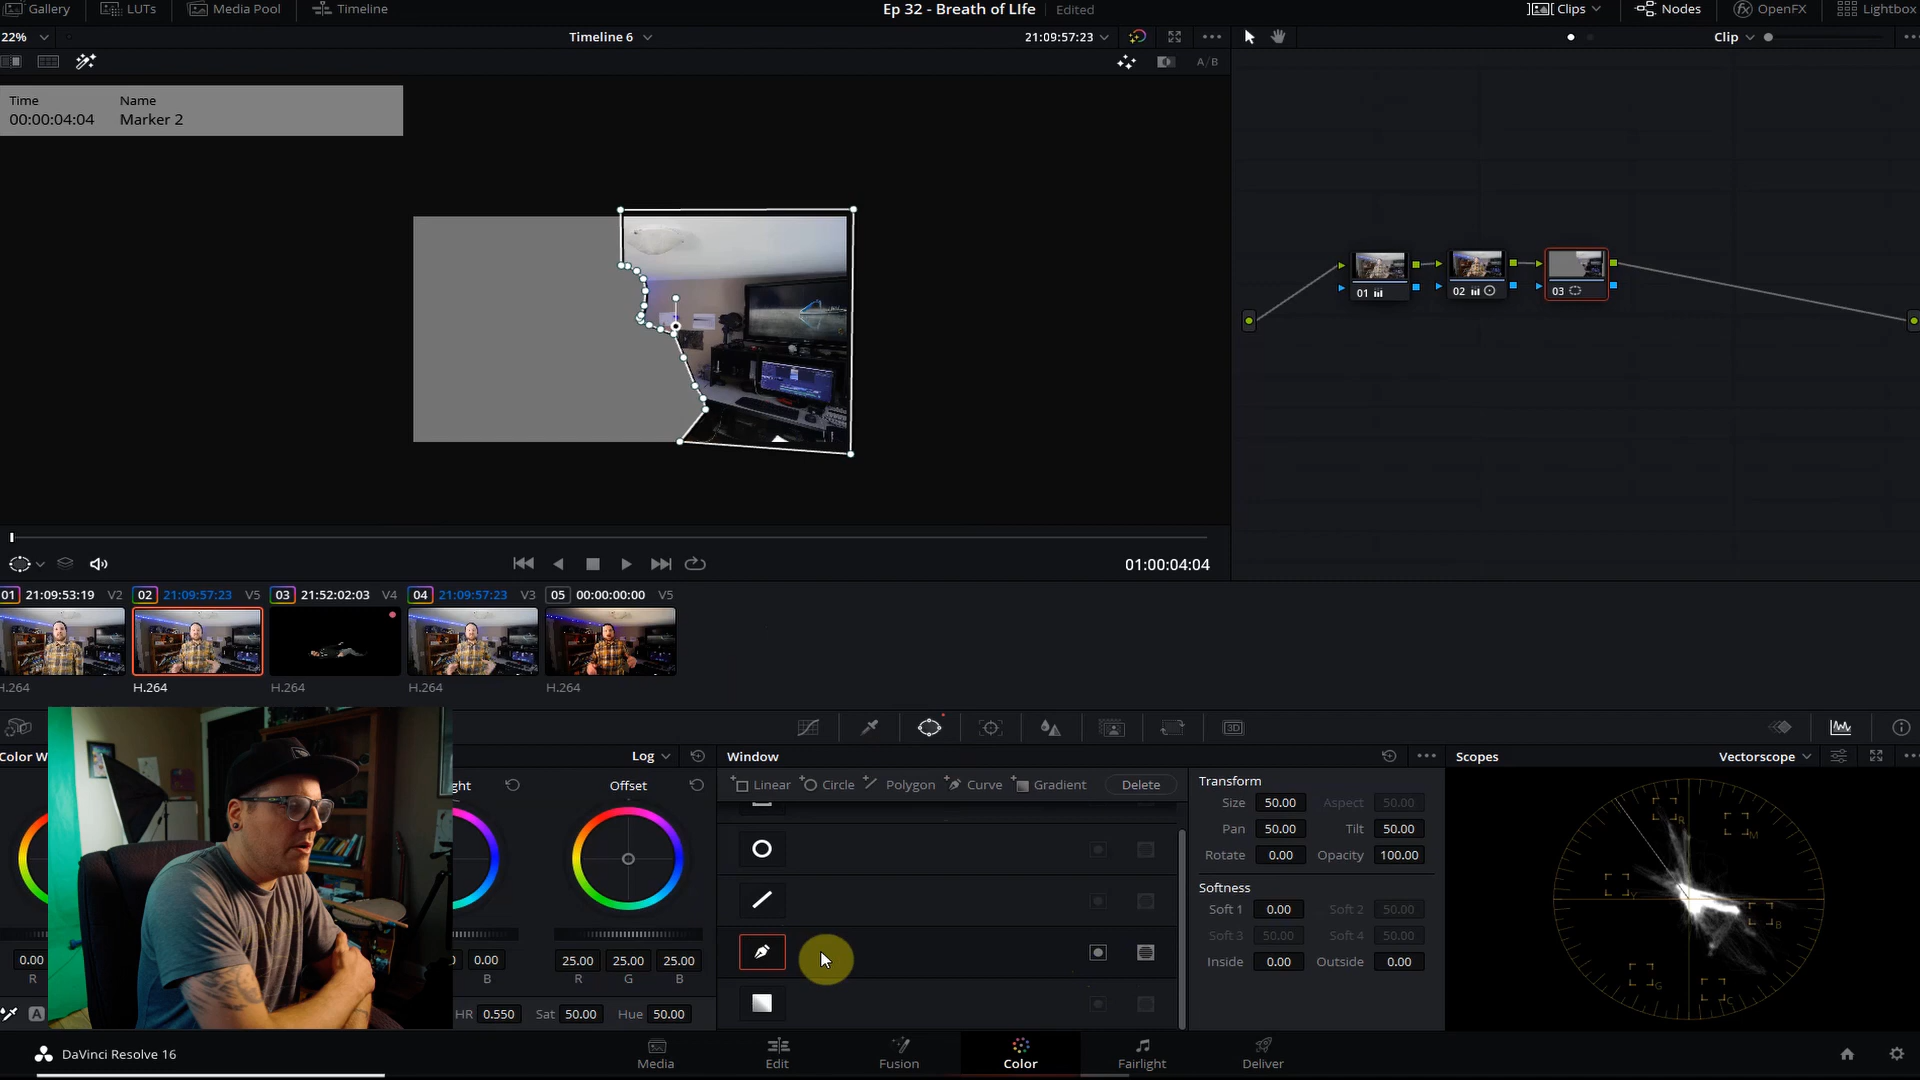 Gallery LUTs Media Pool Timeline Ep 32 - Breath of LIfe Edited Clips Nodes OpenFX Lightbox
22% Timeline 6 21:09:57:23 Clip
A/B
Time Name
00:00:04:04 Marker 2
01 02 03
01:00:04:04
01 21:09:53:19 V2 02 21:09:57:23 V5 03 21:52:02:03 V4 04 21:09:57:23 V3 05 00:00:00:00 V5
H.264 H.264 H.264 H.264 H.264
3D
Color W Log Window Scopes Vectorscope
ght Offset
Linear Circle Polygon Curve Gradient Delete
Transform
Size 50.00 Aspect 50.00
Pan 50.00 Tilt 50.00
Rotate 0.00 Opacity 100.00
Softness
Soft 1 0.00 Soft 2 50.00
Soft 3 50.00 Soft 4 50.00
Inside 0.00 Outside 0.00
R M Y B G C
0.00 0.00 25.00 25.00 25.00
R B R G B
A HR 0.550 Sat 50.00 Hue 50.00
DaVinci Resolve 16 Media Edit Fusion Color Fairlight Deliver